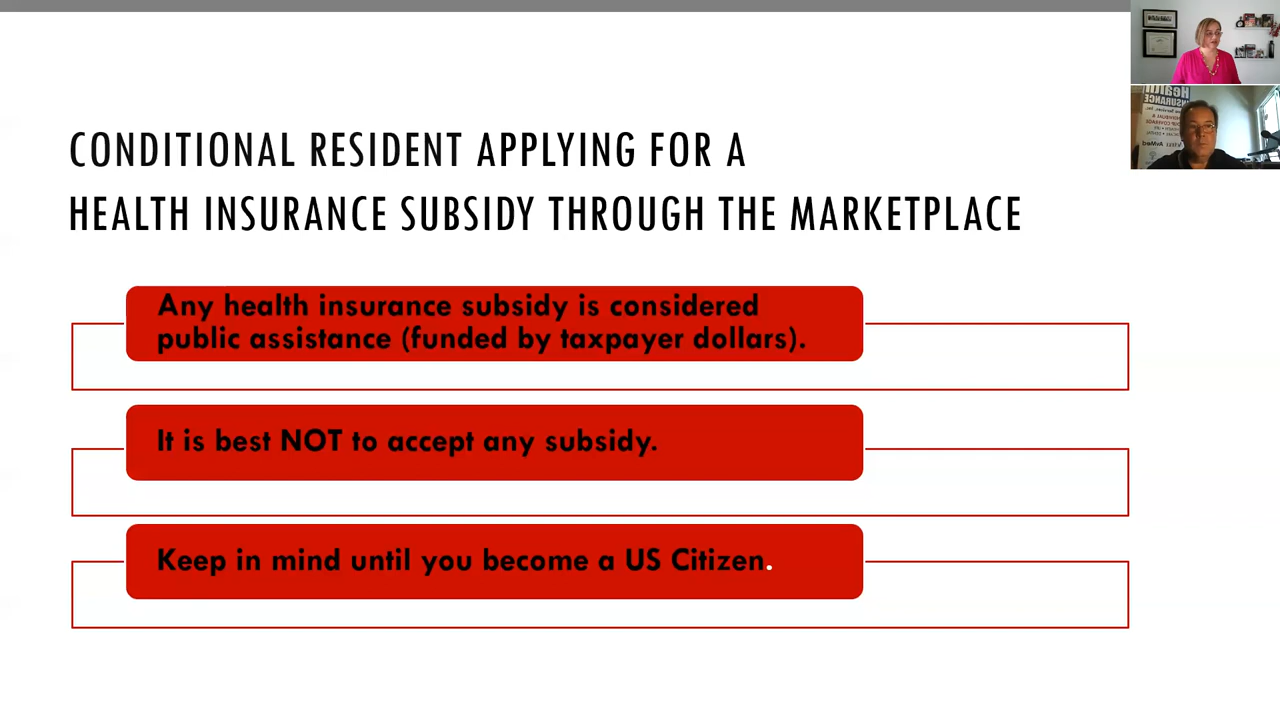 CONDITIONAL RESIDENT APPLYING FOR A
HEALTH INSURANCE SUBSIDY THROUGH THE MARKETPLACE
Any health insurance subsidy is considered
public assistance (funded by taxpayer dollars).
It is best NOT to accept any subsidy.
Keep in mind until you become a US Citizen.
Health
INSURANCE